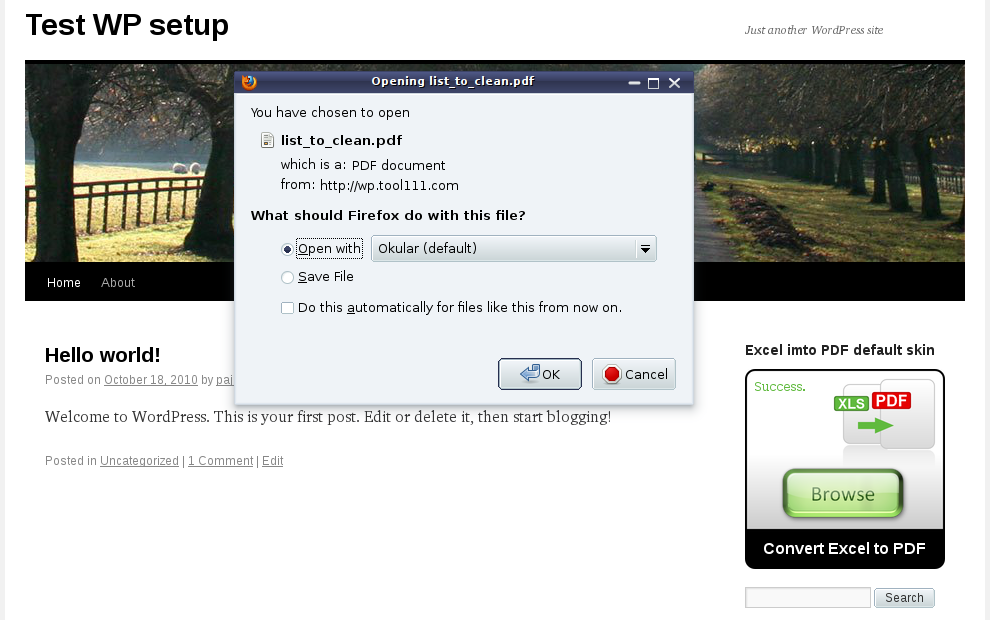 Test WP setup
Just another WordPress site
Opening list_to_clean.pdf
You have chosen to open
list_to_clean.pdf
which is a: PDF document
from: http://wp.tool111.com
What should Firefox do with this file?
Open with Okular (default)
Save File
Do this automatically for files like this from now on.
OK Cancel
Home About
Hello world!
Posted on October 18, 2010 by pai
Welcome to WordPress. This is your first post. Edit or delete it, then start blogging!
Posted in Uncategorized | 1 Comment | Edit
Excel imto PDF default skin
Success.
XLS PDF
Browse
Convert Excel to PDF
Search